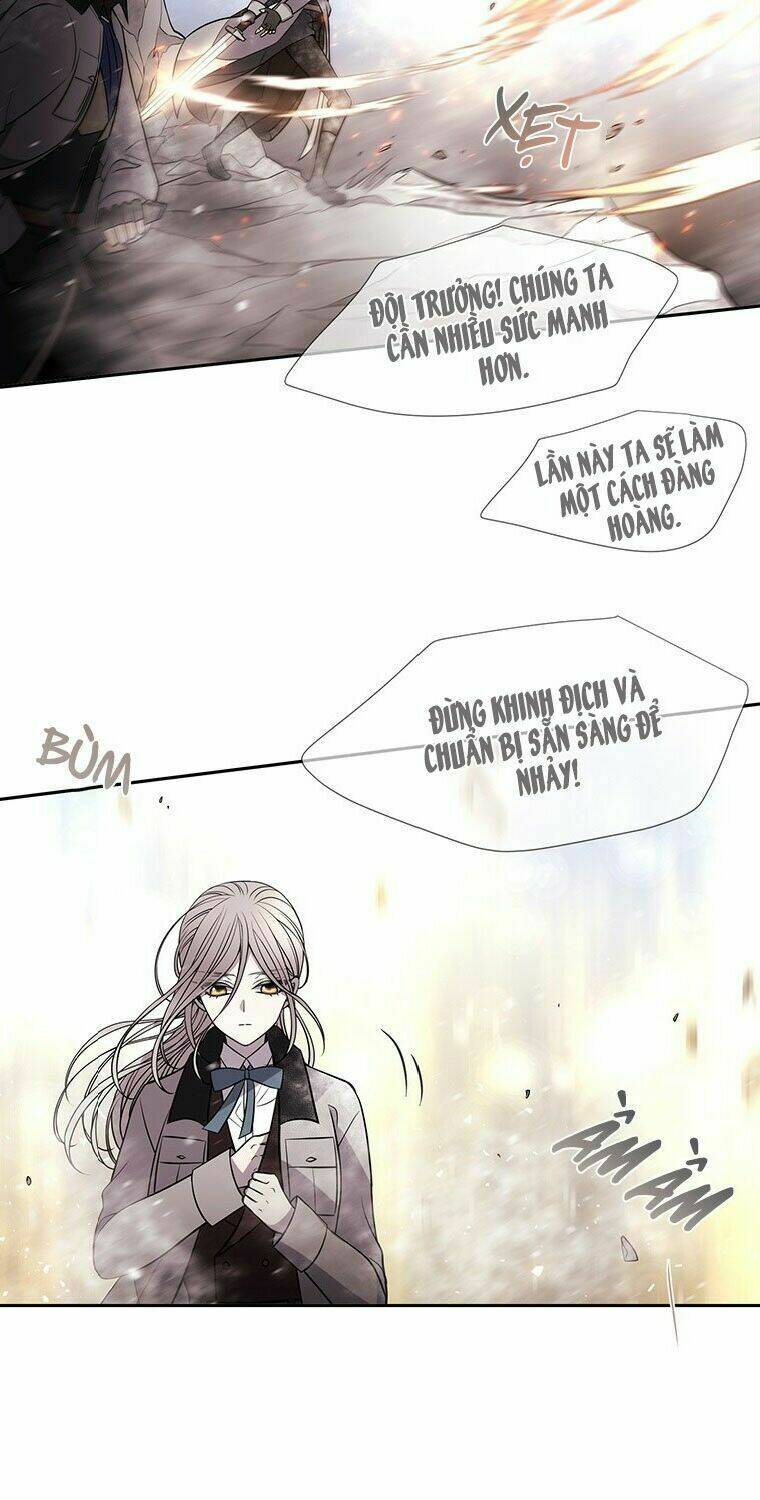 XẸT
ĐỘI TRƯỞNG! CHÚNG TA
CẦN NHIỀU SỨC MANH
HƠN.
LẦN NÀY TA SẼ LÀM
MỘT CÁCH ĐÀNG
HOÀNG.
ĐỪNG KHINH ĐỊCH VÀ
CHUẨN BỊ SẴN SÀNG ĐỂ
NHẢY!
BÙM
ẦM ẦM